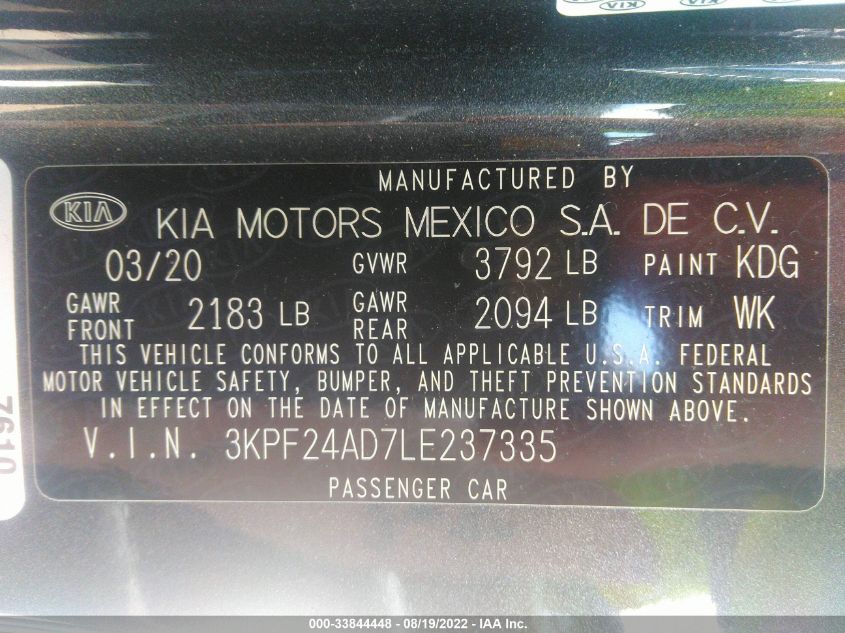 KIA
MANUFACTURED BY
KIA
KIA MOTORS MEXICO S.A. DE C.V.
03/20 GVWR 3792 LB PAINT KDG
GAWR FRONT 2183 LB GAWR REAR 2094 LB TRIM WK
THIS VEHICLE CONFORMS TO ALL APPLICABLE U.S.A. FEDERAL
MOTOR VEHICLE SAFETY, BUMPER, AND THEFT PREVENTION STANDARDS
IN EFFECT ON THE DATE OF MANUFACTURE SHOWN ABOVE.
V.I.N. 3KPF24AD7LE237335
PASSENGER CAR
7610
000-33844448 - 08/19/2022 - IAA Inc.